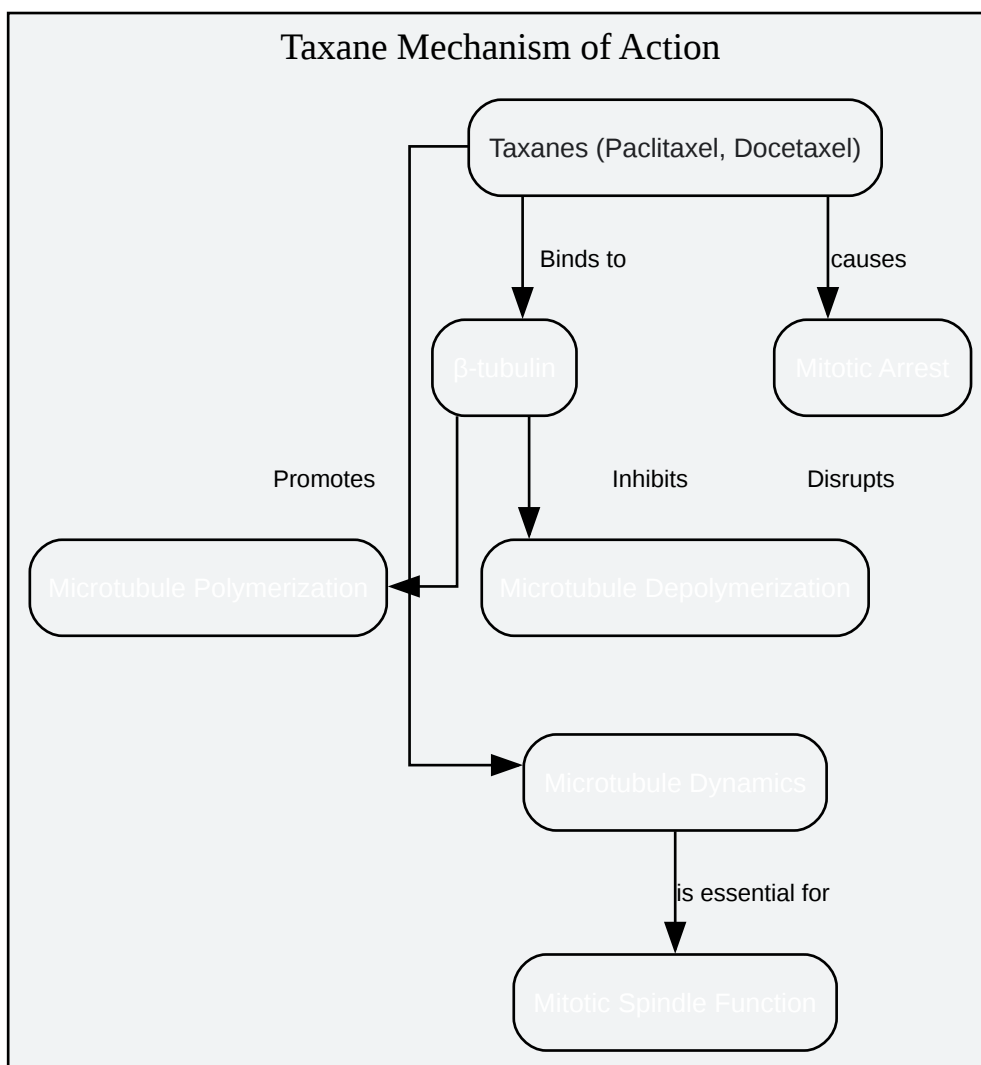 Taxane Mechanism of Action
Taxanes (Paclitaxel, Docetaxel)
Binds to
causes
β-tubulin
Mitotic Arrest
Promotes
Inhibits
Disrupts
Microtubule Polymerization
Microtubule Depolymerization
Microtubule Dynamics
is essential for
Mitotic Spindle Function